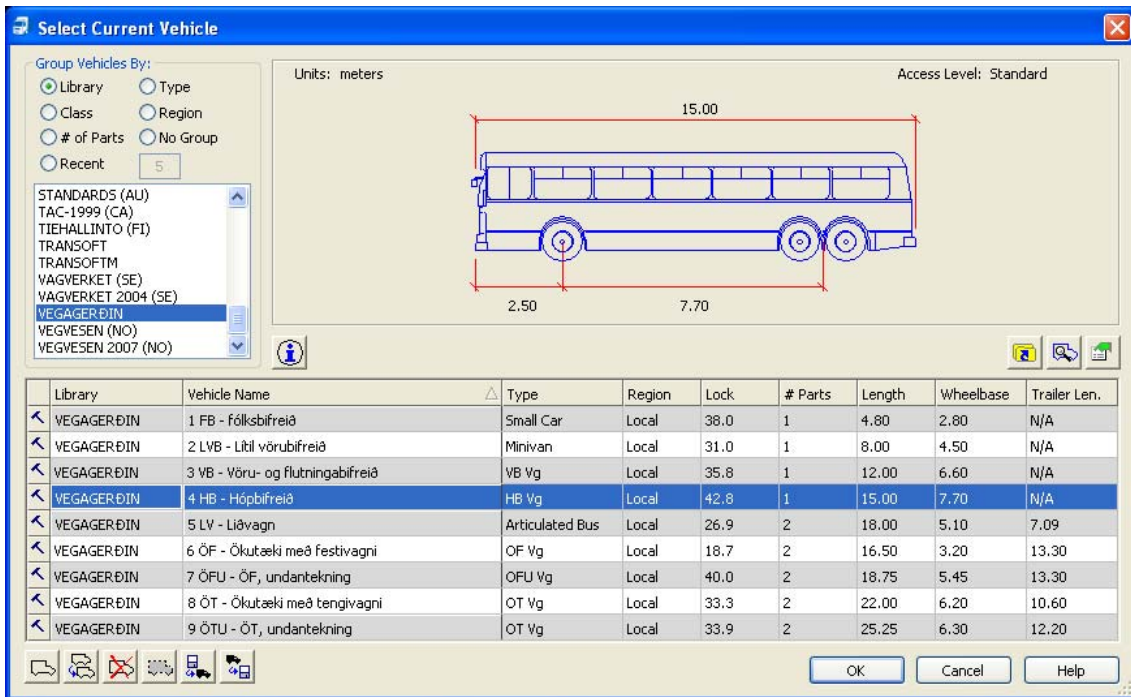 Select Current Vehicle
Group Vehicles By:
Library Type
Class Region
# of Parts No Group
Recent 5
STANDARDS (AU)
TAC-1999 (CA)
TIEHALLINTO (FI)
TRANSOFT
TRANSOFTM
VAGVERKET (SE)
VAGVERKET 2004 (SE)
VEGAGERÐIN
VEGVESEN (NO)
VEGVESEN 2007 (NO)
Units: meters Access Level: Standard
15.00
2.50 7.70
Library Vehicle Name Type Region Lock # Parts Length Wheelbase Trailer Len.
VEGAGERÐIN 1 FB - fólksbifreið Small Car Local 38.0 1 4.80 2.80 N/A
VEGAGERÐIN 2 LVB - Lítil vörubifreið Minivan Local 31.0 1 8.00 4.50 N/A
VEGAGERÐIN 3 VB - Vöru- og flutningabifreið VB Vg Local 35.8 1 12.00 6.60 N/A
VEGAGERÐIN 4 HB - Hópbifreið HB Vg Local 42.8 1 15.00 7.70 N/A
VEGAGERÐIN 5 LV - Liðvagn Articulated Bus Local 26.9 2 18.00 5.10 7.09
VEGAGERÐIN 6 ÖF - Ökutæki með festivagni OF Vg Local 18.7 2 16.50 3.20 13.30
VEGAGERÐIN 7 ÖFU - ÖF, undantekning OFU Vg Local 40.0 2 18.75 5.45 13.30
VEGAGERÐIN 8 ÖT - Ökutæki með tengivagni OT Vg Local 33.3 2 22.00 6.20 10.60
VEGAGERÐIN 9 ÖTU - ÖT, undantekning OT Vg Local 33.9 2 25.25 6.30 12.20
OK Cancel Help